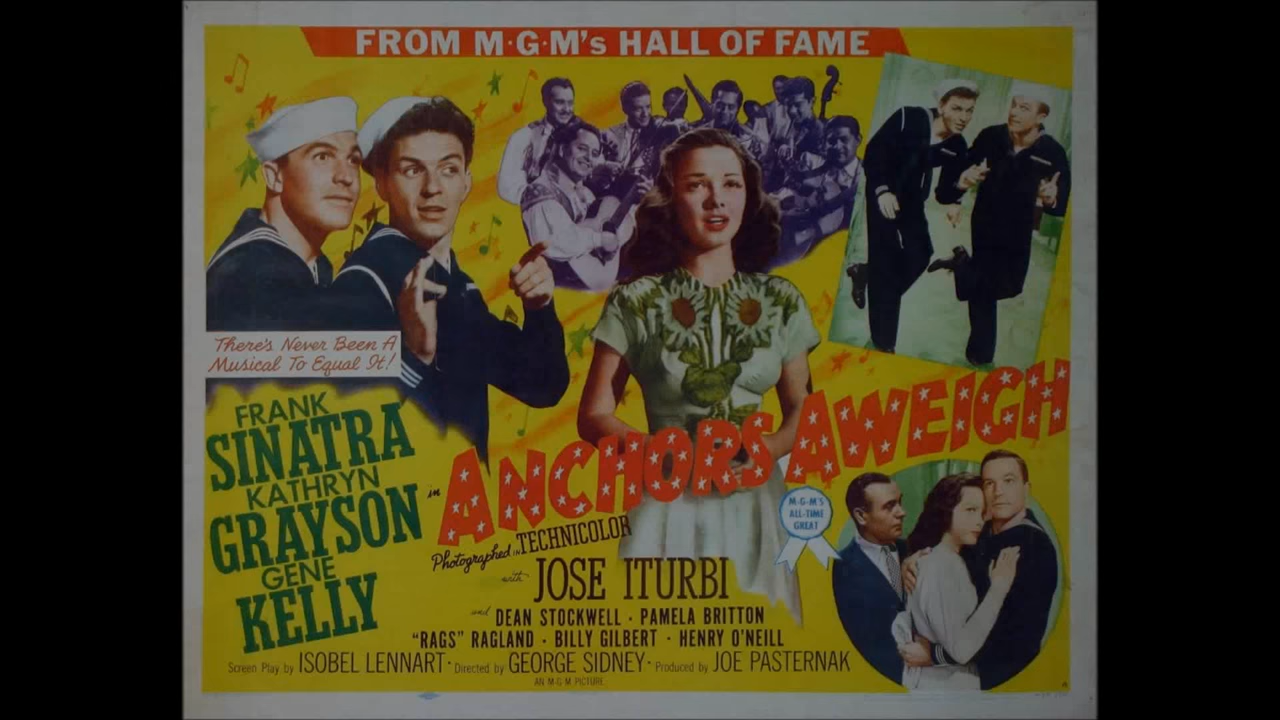 FROM M·G·M's HALL OF FAME
There's Never Been A
Musical To Equal It!
FRANK
SINATRA
KATHRYN
GRAYSON
GENE
KELLY
in
ANCHORS AWEIGH
M-G-M'S
ALL-TIME
GREAT
Photographed in TECHNICOLOR
with JOSE ITURBI
and DEAN STOCKWELL · PAMELA BRITTON
"RAGS" RAGLAND · BILLY GILBERT · HENRY O'NEILL
Screen Play by ISOBEL LENNART · Directed by GEORGE SIDNEY · Produced by JOE PASTERNAK
AN M-G-M PICTURE